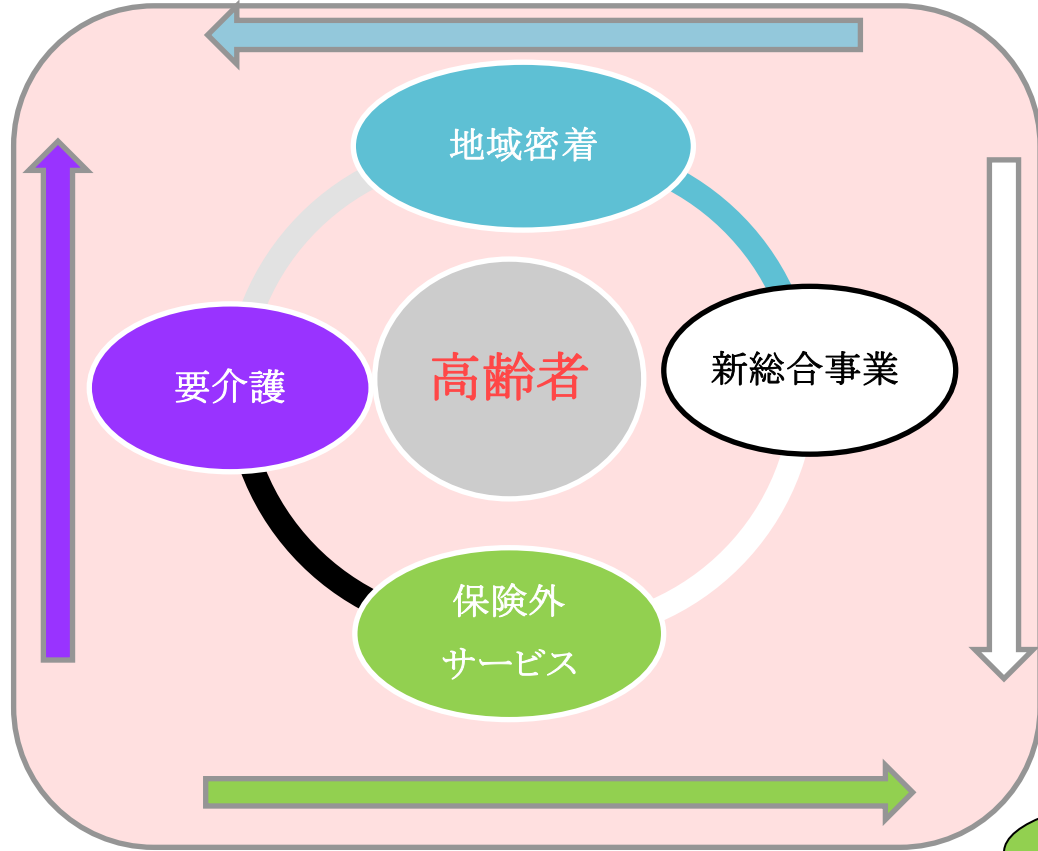 地域密着
要介護
高齢者
新総合事業
保険外
サービス